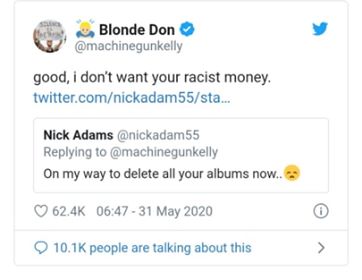 Blonde Don
@machinegunkelly
good, i don't want your racist money.
twitter.com/nickadam55/sta...
Nick Adams @nickadam55
Replying to @machinegunkelly
On my way to delete all your albums now..
62.4K 06:47 - 31 May 2020
10.1K people are talking about this